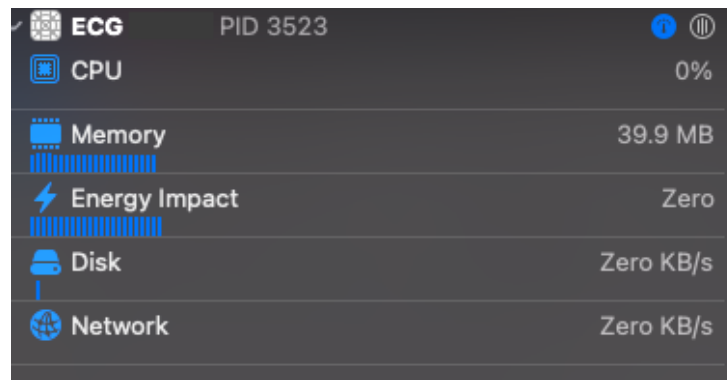 ECG PID 3523
CPU 0%
Memory 39.9 MB
Energy Impact Zero
Disk Zero KB/s
Network Zero KB/s